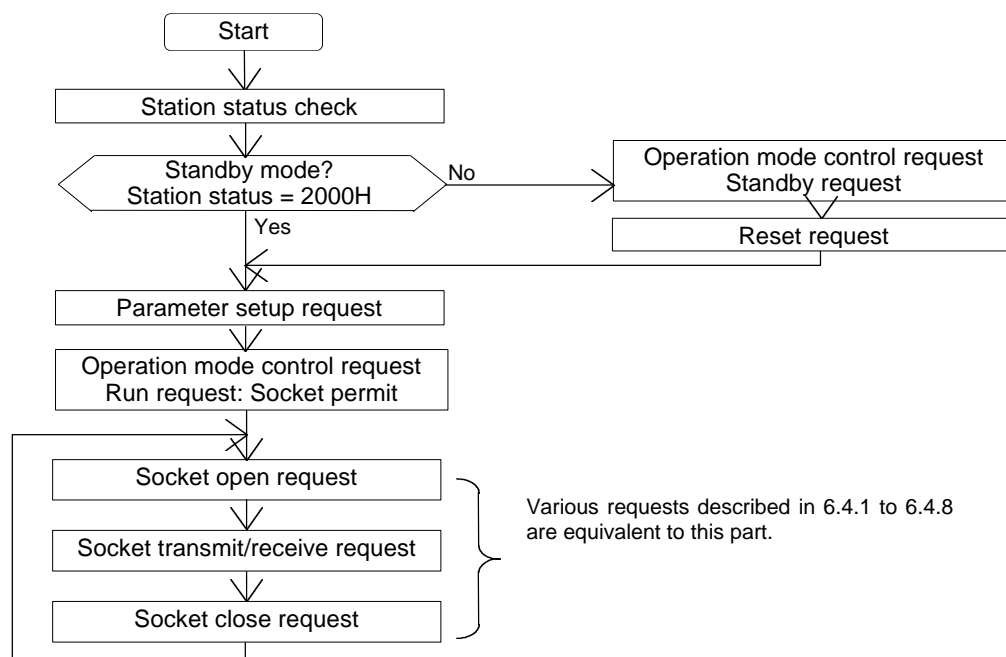 Start
Station status check
Standby mode?
Station status = 2000H
No
Yes
Operation mode control request
Standby request
Reset request
Parameter setup request
Operation mode control request
Run request: Socket permit
Socket open request
Socket transmit/receive request
Socket close request
Various requests described in 6.4.1 to 6.4.8
are equivalent to this part.